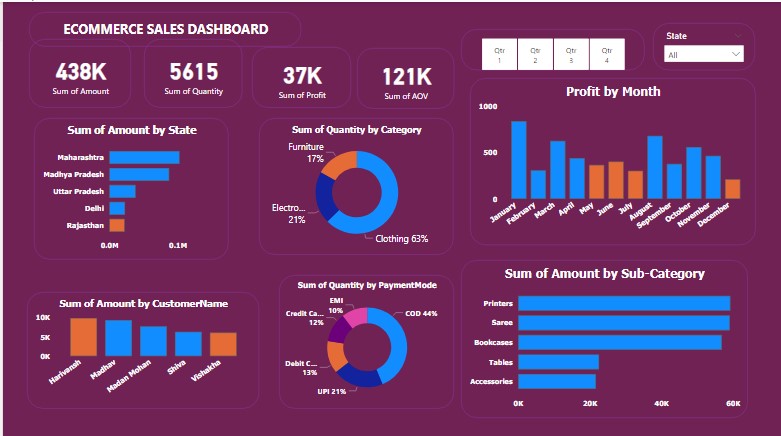 ECOMMERCE SALES DASHBOARD
438K
Sum of Amount
5615
Sum of Quantity
37K
Sum of Profit
121K
Sum of AOV
Qtr
1
Qtr
2
Qtr
3
Qtr
4
State
All
Sum of Amount by State
Maharashtra
Madhya Pradesh
Uttar Pradesh
Delhi
Rajasthan
0.0M 0.1M
Sum of Quantity by Category
Furniture
17%
Electro...
21%
Clothing 63%
Profit by Month
1000
500
0
January
February
March
April
May
June
July
August
September
October
November
December
Sum of Amount by CustomerName
10K
5K
0K
Harivansh
Madhav
Madan Mohan
Shiva
Vishakha
Sum of Quantity by PaymentMode
EMI
10%
Credit Ca...
12%
Debit C...
13%
UPI 21%
COD 44%
Sum of Amount by Sub-Category
Printers
Saree
Bookcases
Tables
Accessories
0K 20K 40K 60K